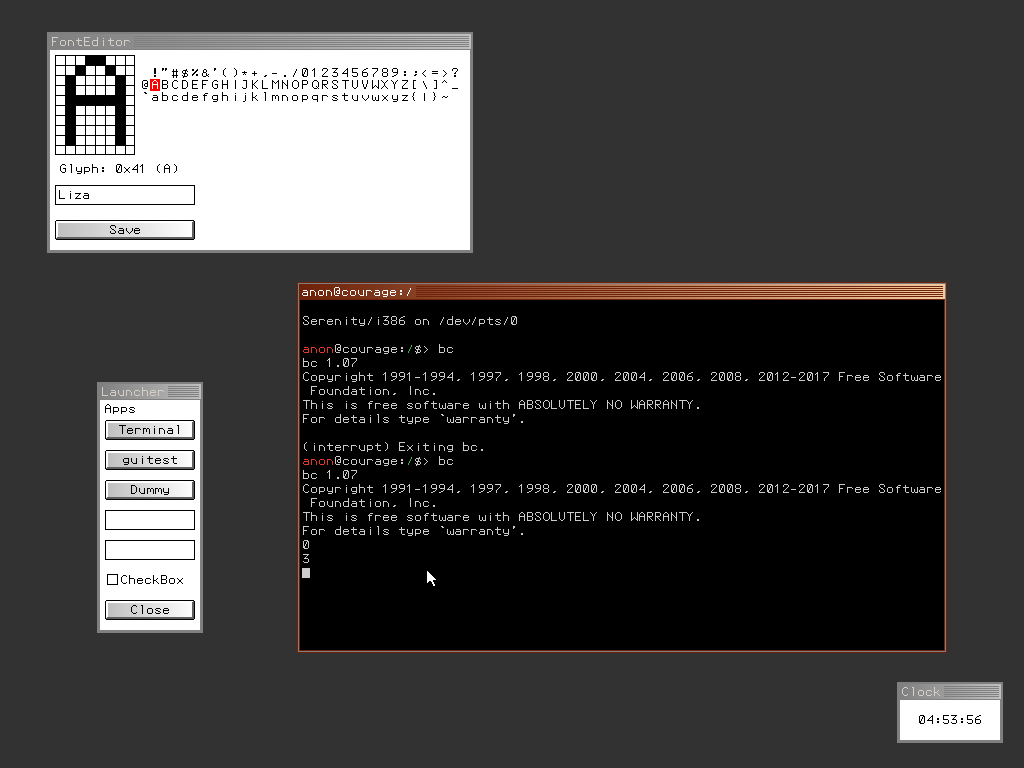 FontEditor
!"#$%&'()*+,-./0123456789:;<=>?
@ABCDEFGHIJKLMNOPQRSTUVWXYZ[\]^_
`abcdefghijklmnopqrstuvwxyz{|}~
Glyph: 0x41 (A)
Liza
Save
anon@courage:/
Serenity/i386 on /dev/pts/0
anon@courage:/$> bc
bc 1.07
Copyright 1991-1994, 1997, 1998, 2000, 2004, 2006, 2008, 2012-2017 Free Software
Foundation, Inc.
This is free software with ABSOLUTELY NO WARRANTY.
For details type `warranty'.
(interrupt) Exiting bc.
anon@courage:/$> bc
bc 1.07
Copyright 1991-1994, 1997, 1998, 2000, 2004, 2006, 2008, 2012-2017 Free Software
Foundation, Inc.
This is free software with ABSOLUTELY NO WARRANTY.
For details type `warranty'.
0
3
Launcher
Apps
Terminal
guitest
Dummy
CheckBox
Close
Clock
04:53:56